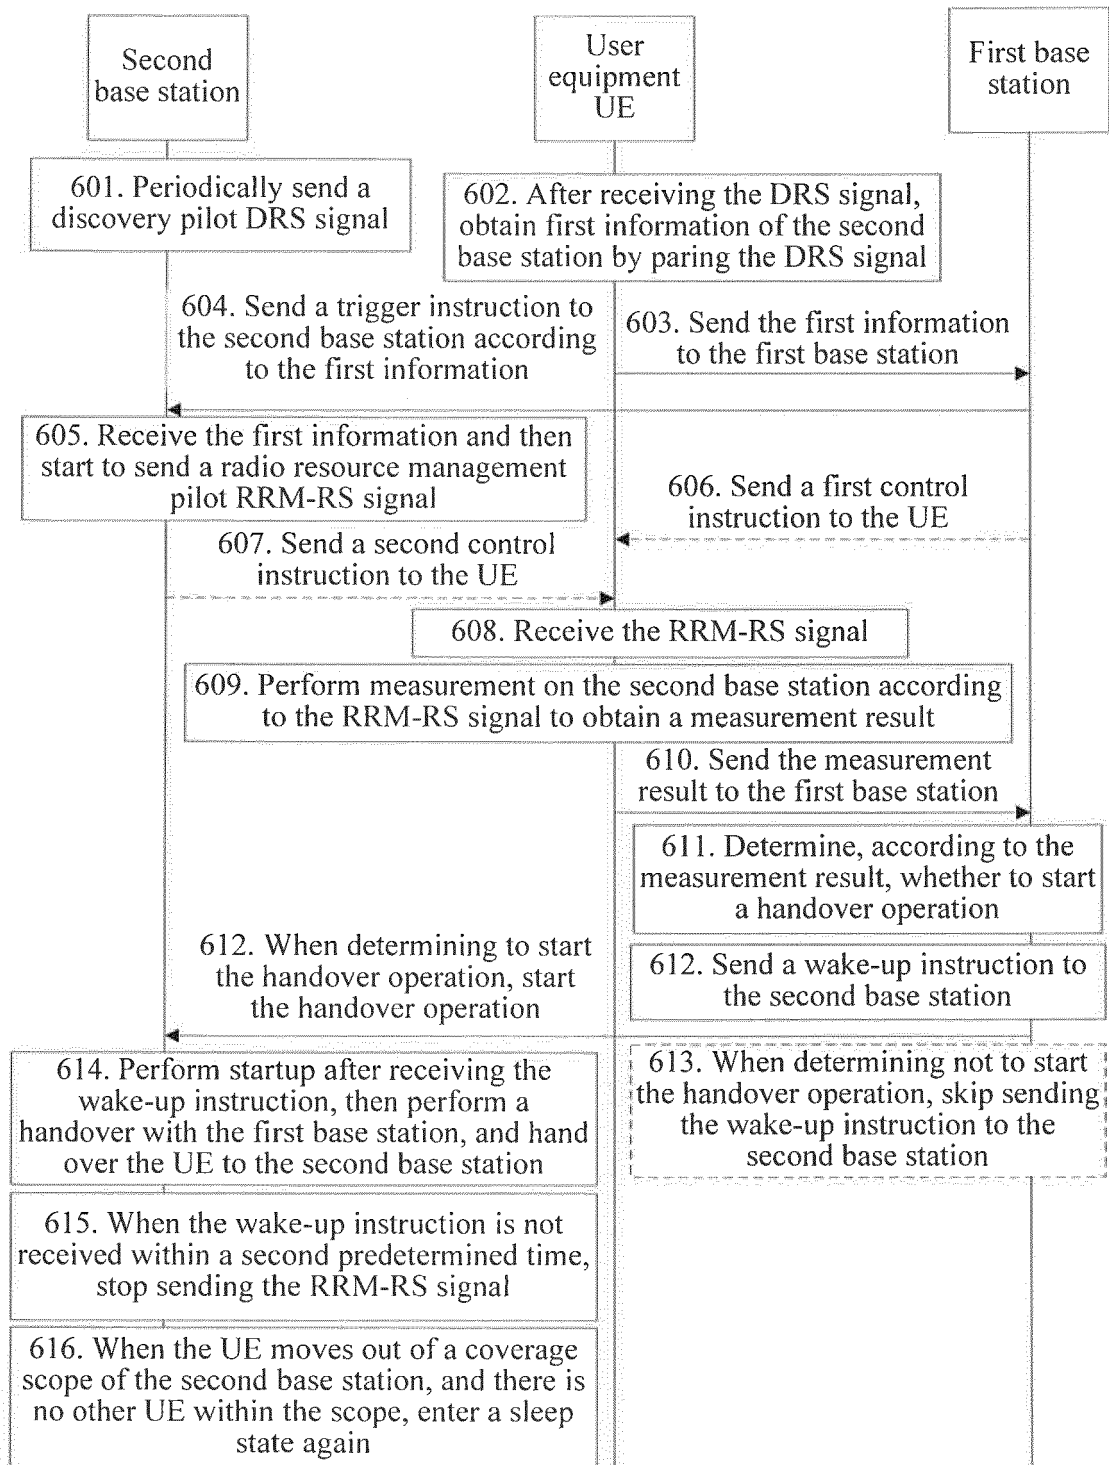 Second
base station
User
equipment
UE
First base
station
601. Periodically send a
discovery pilot DRS signal
602. After receiving the DRS signal,
obtain first information of the second
base station by paring the DRS signal
604. Send a trigger instruction to
the second base station according
to the first information
603. Send the first information
to the first base station
605. Receive the first information and then
start to send a radio resource management
pilot RRM-RS signal
606. Send a first control
instruction to the UE
607. Send a second control
instruction to the UE
608. Receive the RRM-RS signal
609. Perform measurement on the second base station according
to the RRM-RS signal to obtain a measurement result
610. Send the measurement
result to the first base station
611. Determine, according to the
measurement result, whether to start
a handover operation
612. When determining to start
the handover operation, start
the handover operation
612. Send a wake-up instruction to
the second base station
613. When determining not to start
the handover operation, skip sending
the wake-up instruction to the
second base station
614. Perform startup after receiving the
wake-up instruction, then perform a
handover with the first base station, and hand
over the UE to the second base station
615. When the wake-up instruction is not
received within a second predetermined time,
stop sending the RRM-RS signal
616. When the UE moves out of a coverage
scope of the second base station, and there is
no other UE within the scope, enter a sleep
state again